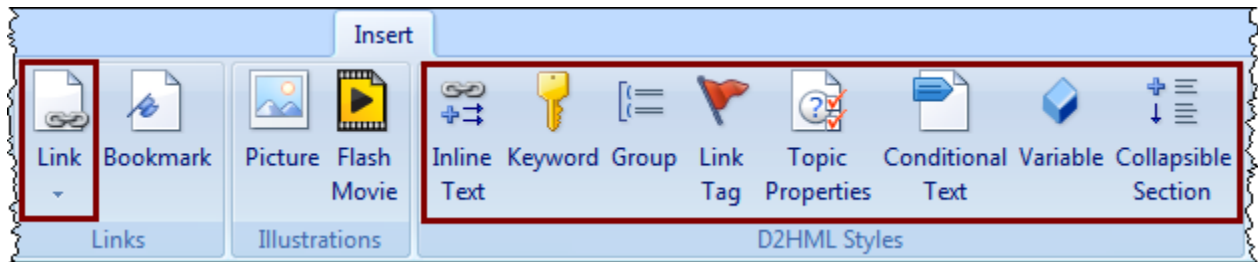 Insert
Link Bookmark Picture Flash Inline Keyword Group Link Topic Conditional Variable Collapsible
Movie Text Tag Properties Text Section
Links Illustrations D2HML Styles